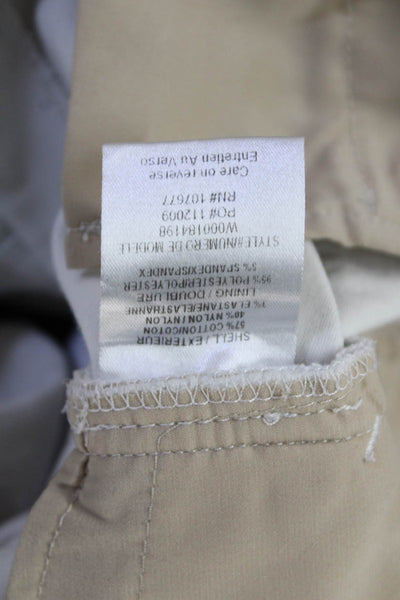 SHELL / EXTERIEUR
57% COTTON/COTON
40% NYLON/NYLON
3% ELASTANE/ELASTHANNE
LINING / DOUBLURE
95% POLYESTER/POLYESTER
5% SPANDEX/SPANDEX
STYLE#/NUMERO DE MODELE
W0001841198
PO# 112009
RN# 107677
Care on reverse
Entretien Au Verso